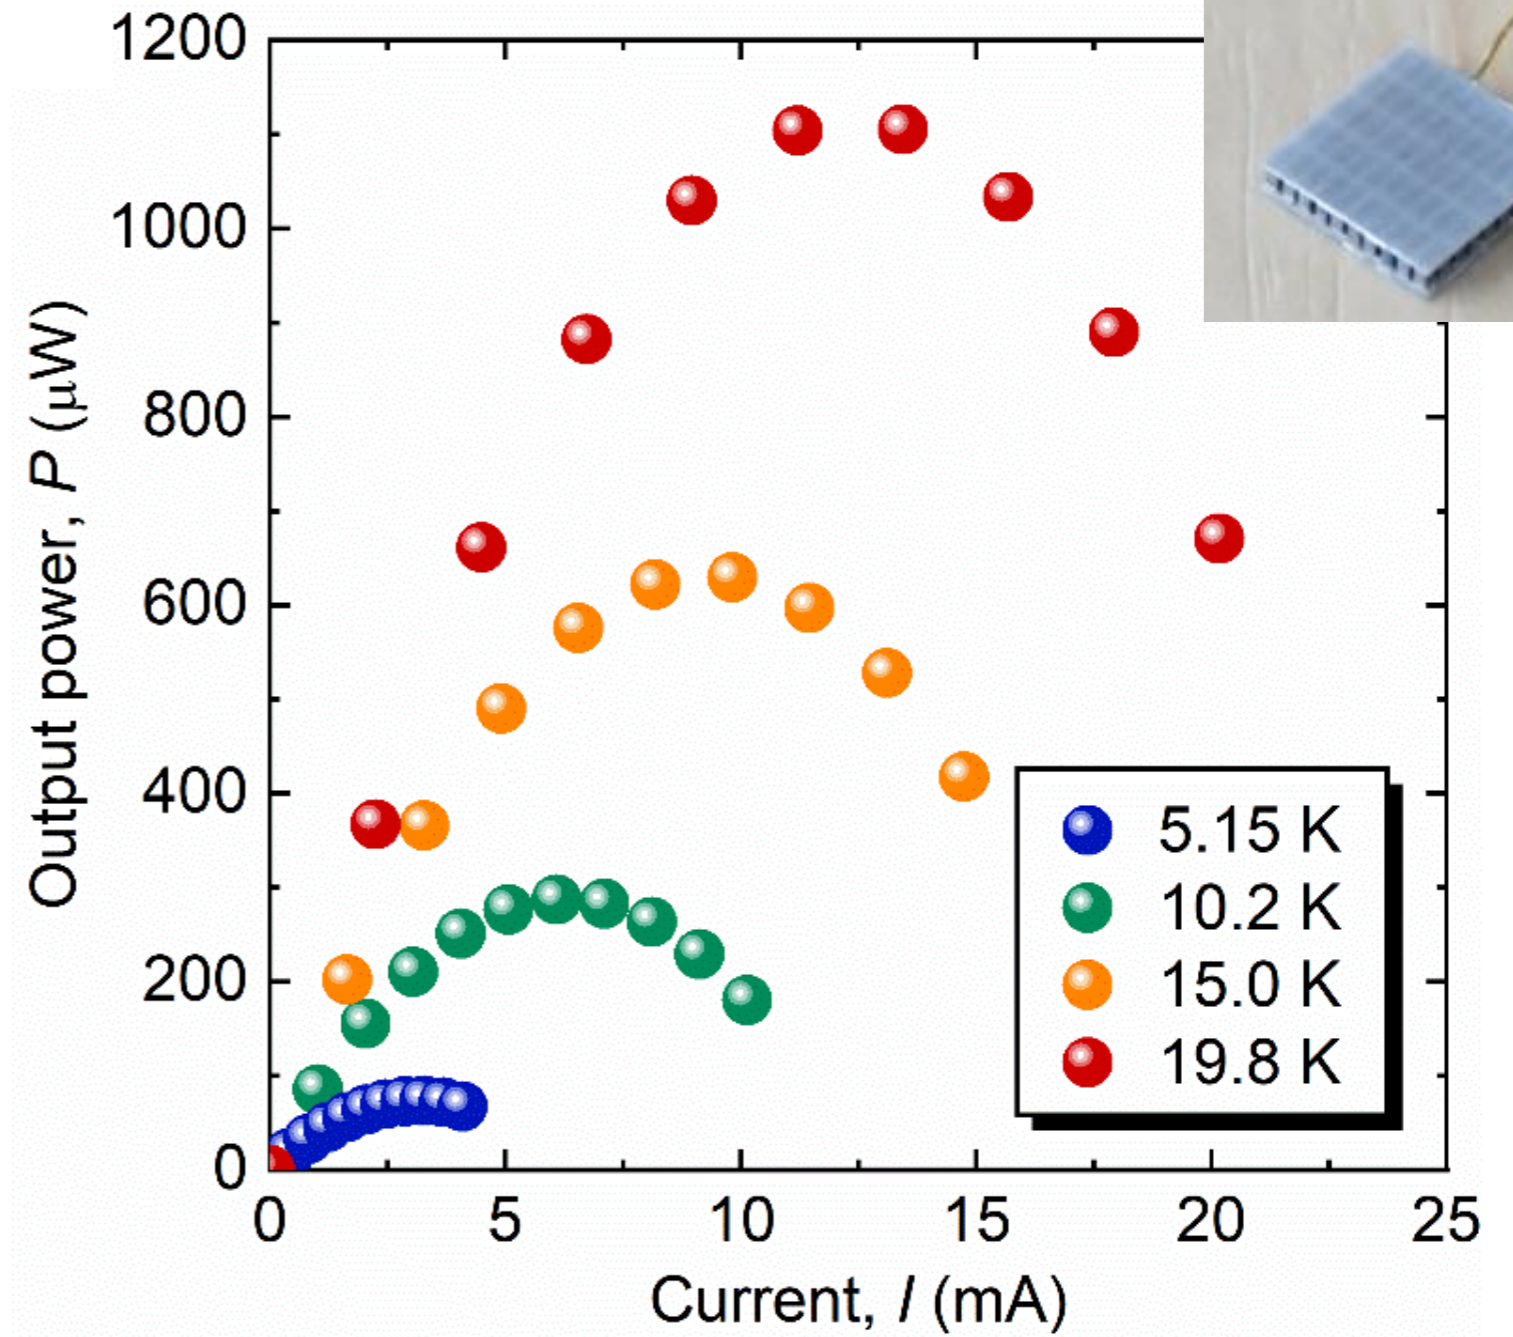 1200
1000
800
600
400
200
0
Output power, P (μW)
0 5 10 15 20 25
Current, I (mA)
5.15 K
10.2 K
15.0 K
19.8 K